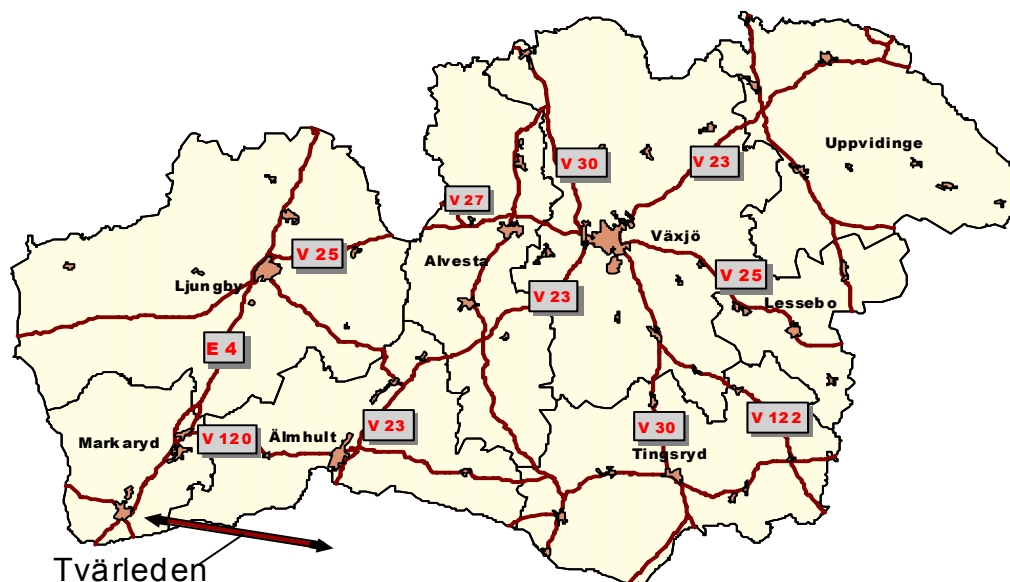 Uppvidinge
V 30
V 23
V 27
Växjö
V 25
Alvesta
V 25
Ljungby
V 23
Lessebo
E 4
V 122
V 23
V 30
Markaryd
V 120
Älmhult
Tingsryd
Tvärleden